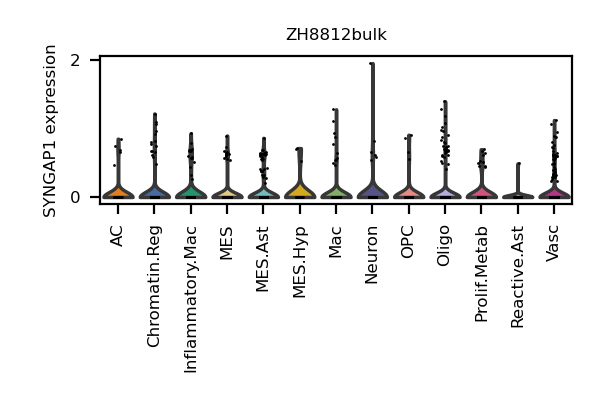 ZH8812bulk
SYNGAP1 expression
2
0
AC
Chromatin.Reg
Inflammatory.Mac
MES
MES.Ast
MES.Hyp
Mac
Neuron
OPC
Oligo
Prolif.Metab
Reactive.Ast
Vasc